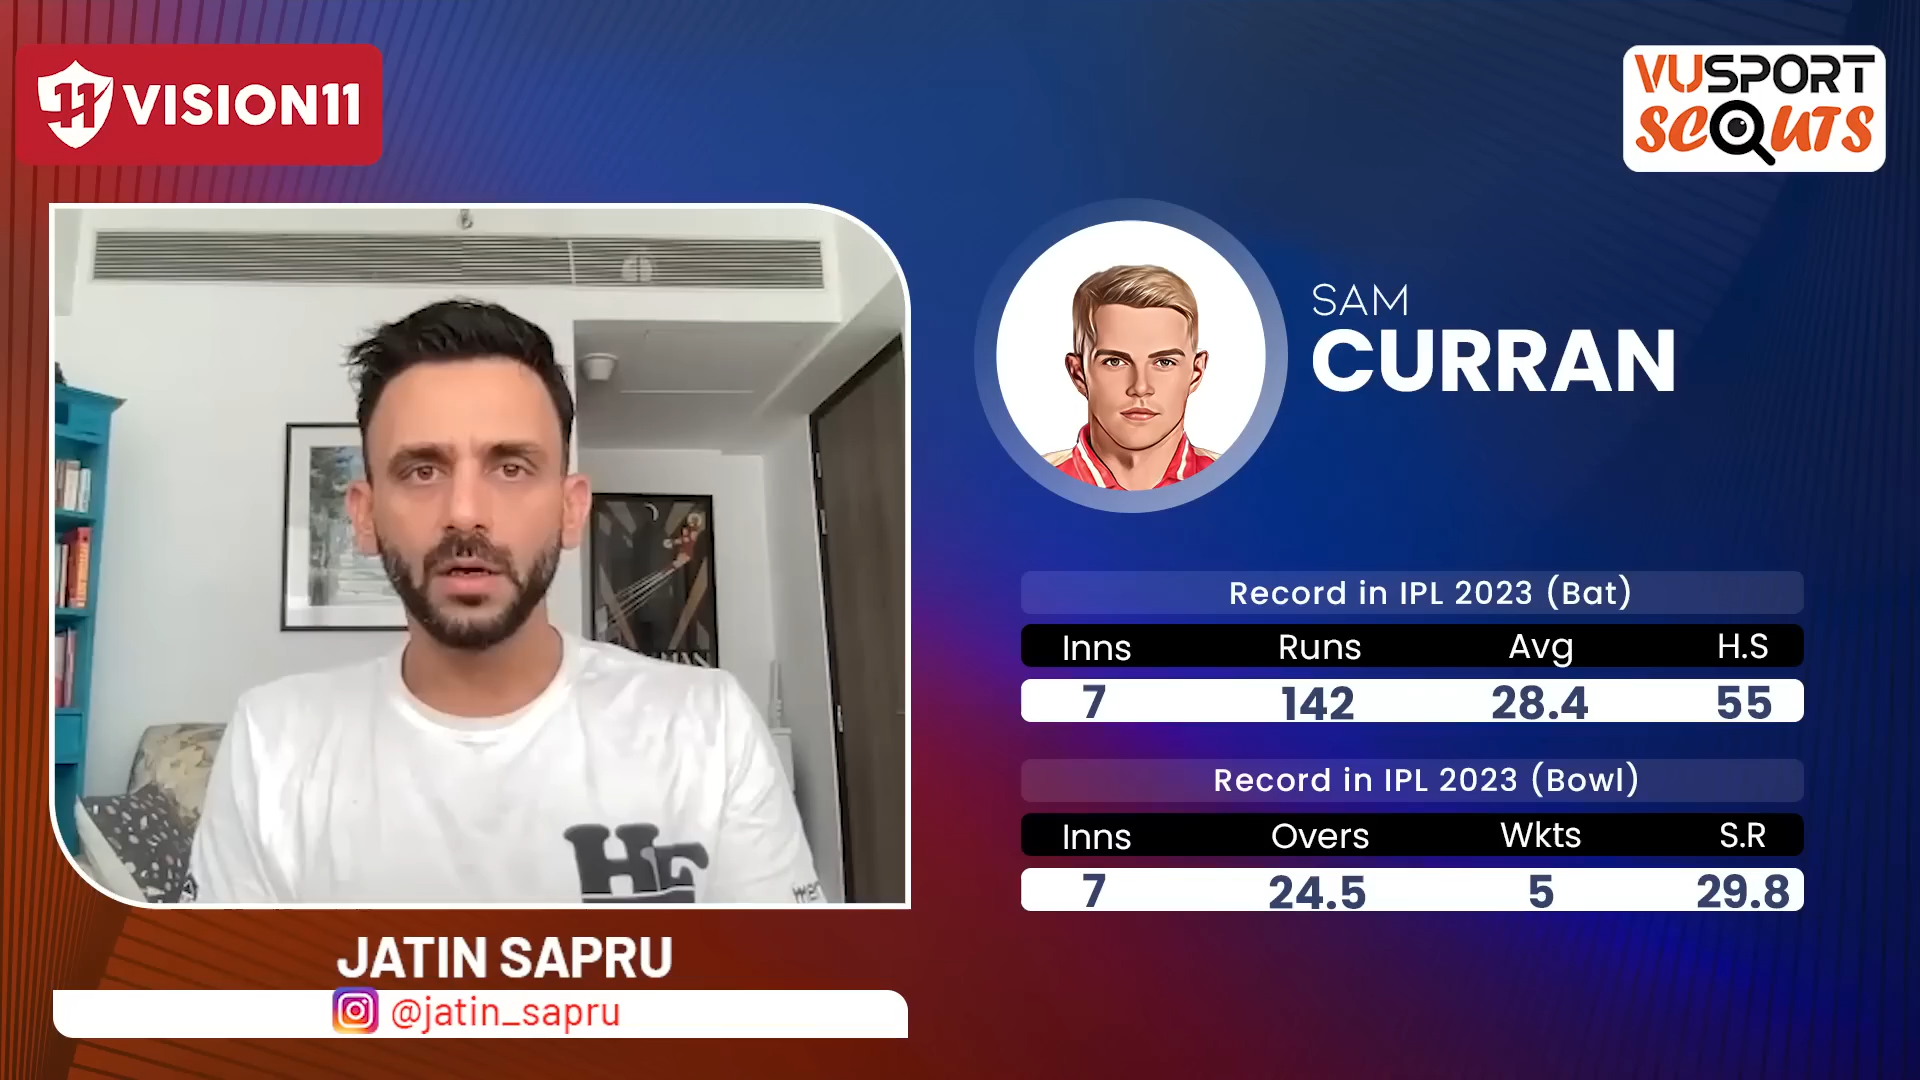 VISION11
VUSPORT
SCOUTS
SAM
CURRAN
Record in IPL 2023 (Bat)
Inns Runs Avg H.S
7 142 28.4 55
Record in IPL 2023 (Bowl)
Inns Overs Wkts S.R
7 24.5 5 29.8
HF
JATIN SAPRU
@jatin_sapru